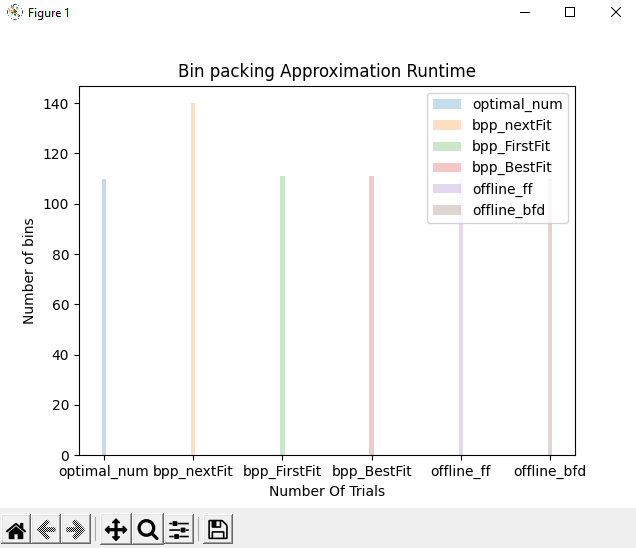 Figure 1
Bin packing Approximation Runtime
140
120
100
80
60
40
20
0
Number of bins
optimal_num
bpp_nextFit
bpp_FirstFit
bpp_BestFit
offline_ff
offline_bfd
optimal_num bpp_nextFit bpp_FirstFit bpp_BestFit offline_ff offline_bfd
Number Of Trials